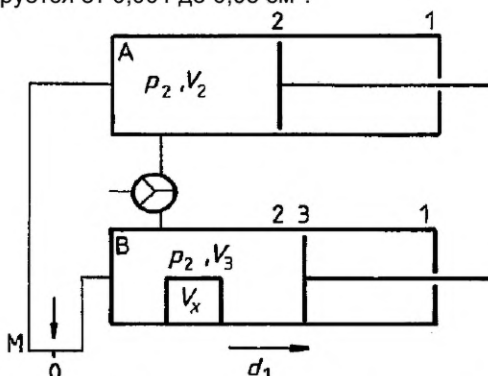 руется от 0,001 до 0,05 см³.
2 1
A
p₂ ,V₂
2 3 1
B
p₂ ,V₃
Vₓ
M
0
d₁